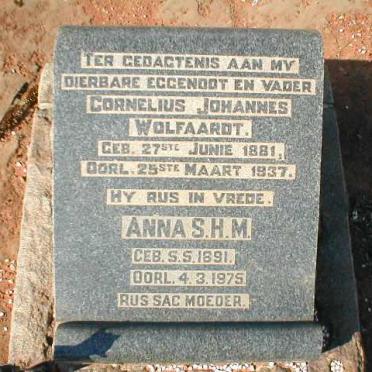 TER GEDAGTENIS AAN MY
DIERBARE EGGENOOT EN VADER
CORNELIUS JOHANNES
WOLFAARDT.
GEB. 27STE JUNIE 1881,
OORL. 25STE MAART 1937.
HY RUS IN VREDE.
ANNA S.H.M.
GEB. 5.5.1891.
OORL. 4.3.1975
RUS SAG MOEDER.